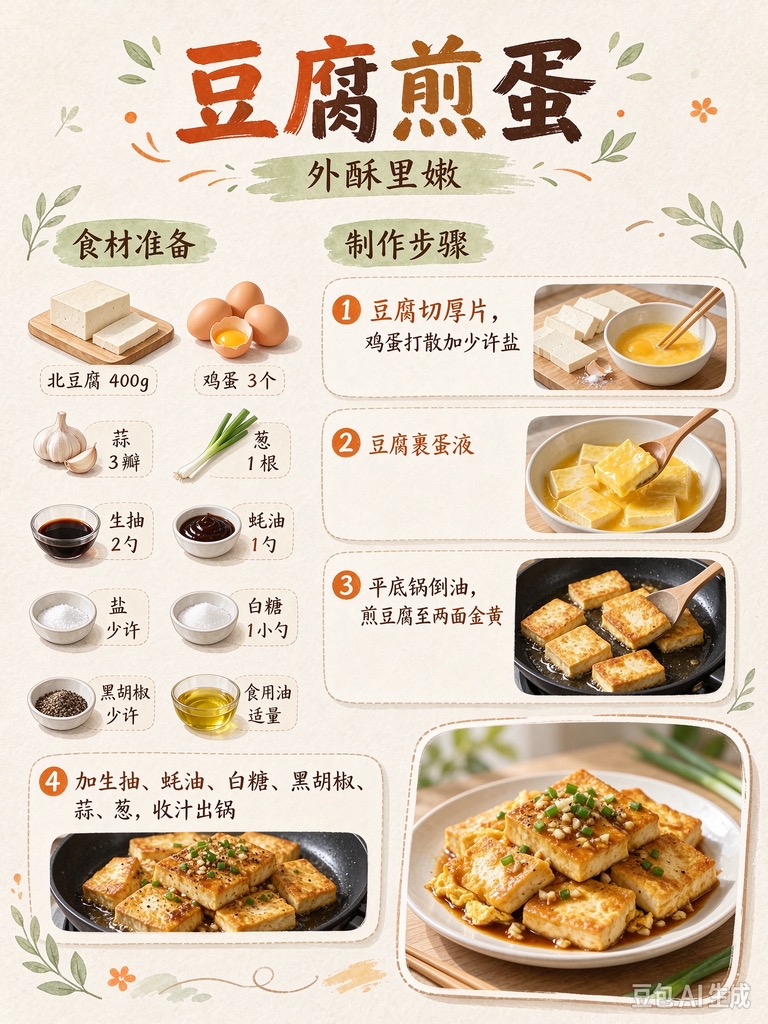 豆腐煎蛋
外酥里嫩
食材准备
北豆腐 400g
鸡蛋 3个
蒜
3瓣
葱
1根
生抽
2勺
蚝油
1勺
盐
少许
白糖
1小勺
黑胡椒
少许
食用油
适量
制作步骤
1 豆腐切厚片，
鸡蛋打散加少许盐
2 豆腐裹蛋液
3 平底锅倒油，
煎豆腐至两面金黄
4 加生抽、蚝油、白糖、黑胡椒、
蒜、葱，收汁出锅
豆包AI生成